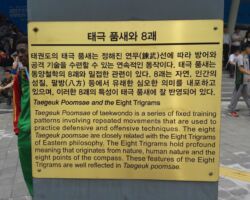 태극 품새와 8괘
태권도의 태극 품새는 정해진 연무(鍊武)선에 따라 방어와
공격 기술을 수련할 수 있는 연속적인 동작이다. 태극 품새는
동양철학의 8괘와 밀접한 관련이 있다. 8괘는 자연, 인간의
성질, 팔방(八方) 등에서 유래한 심오한 의미를 내포하고
있으며, 이러한 8괘의 특성이 태극 품새에 잘 반영되어 있다.
Taegeuk Poomsae and the Eight Trigrams
Taegeuk Poomsae of taekwondo is a series of fixed training
patterns involving repeated movements that are used to
practice defensive and offensive techniques. The eight
Taegeuk poomsae are closely related with the Eight Trigrams
of Eastern philosophy. The Eight Trigrams hold profound
meaning that originates from nature, human nature and the
eight points of the compass. These features of the Eight
Trigrams are well reflected in Taegeuk poomsae.